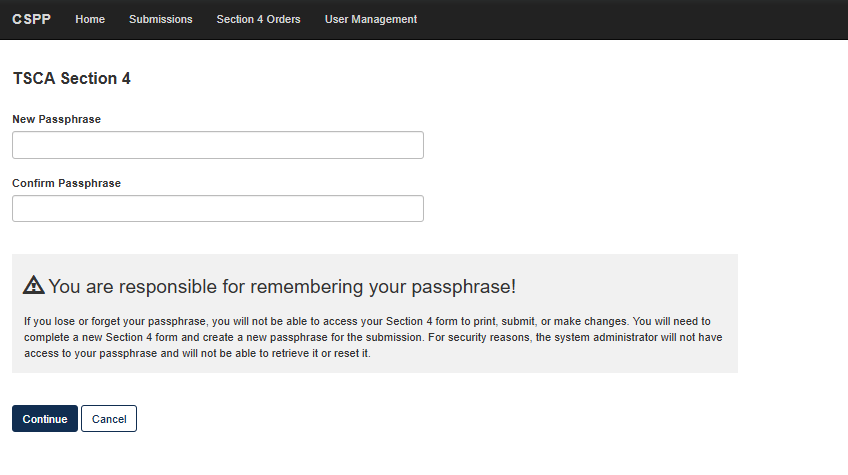 CSPP Home Submissions Section 4 Orders User Management
TSCA Section 4
New Passphrase
Confirm Passphrase
You are responsible for remembering your passphrase!
If you lose or forget your passphrase, you will not be able to access your Section 4 form to print, submit, or make changes. You will need to
complete a new Section 4 form and create a new passphrase for the submission. For security reasons, the system administrator will not have
access to your passphrase and will not be able to retrieve it or reset it.
Continue Cancel